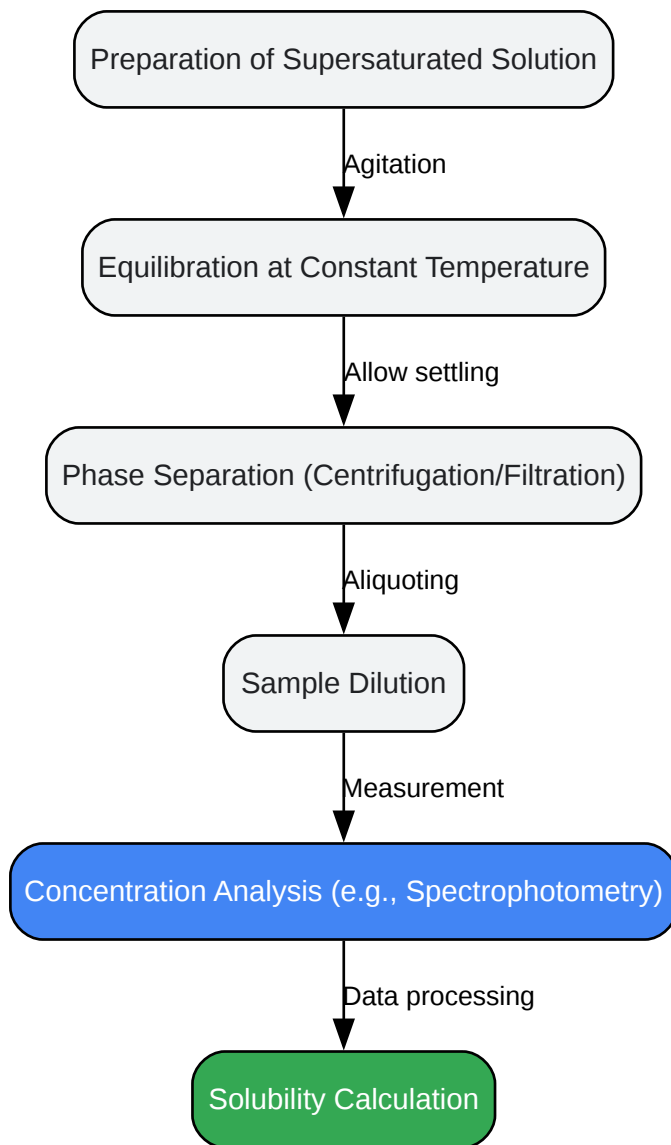 Preparation of Supersaturated Solution
Agitation
Equilibration at Constant Temperature
Allow settling
Phase Separation (Centrifugation/Filtration)
Aliquoting
Sample Dilution
Measurement
Concentration Analysis (e.g., Spectrophotometry)
Data processing
Solubility Calculation